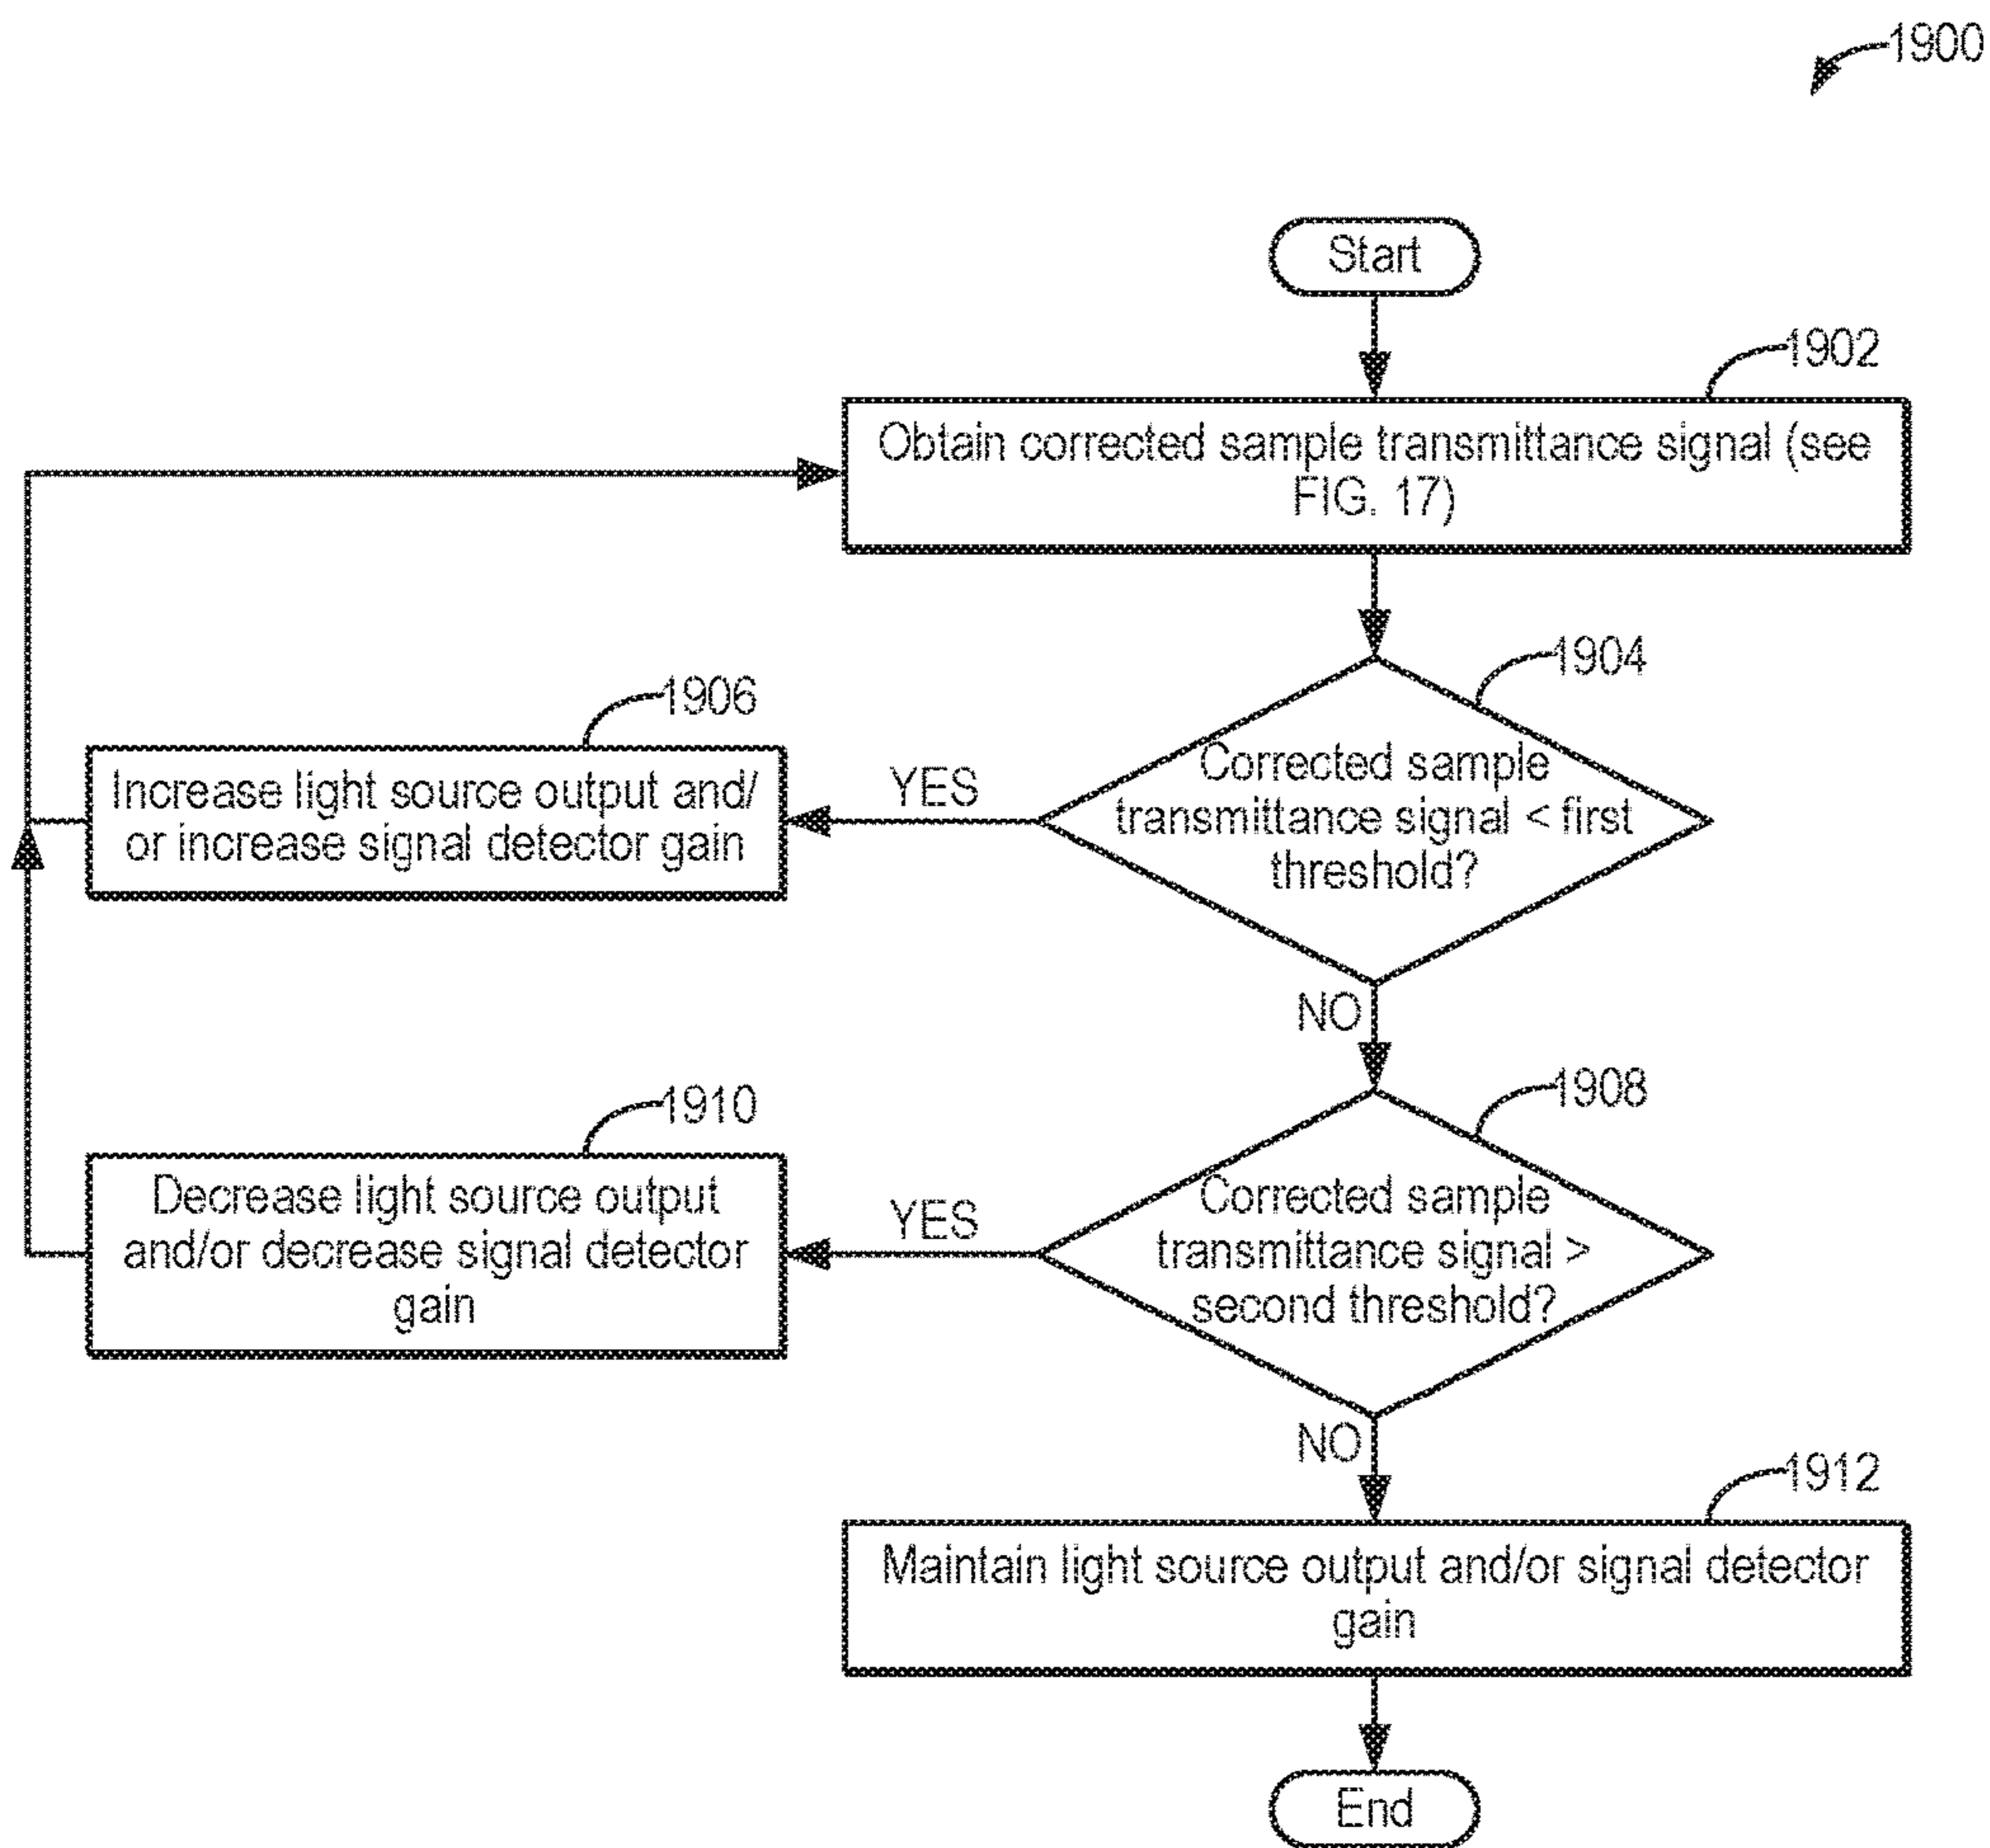 1900
Start
1902
Obtain corrected sample transmittance signal (see
FIG. 17)
1904
Corrected sample
transmittance signal < first
threshold?
YES
1906
Increase light source output and/
or increase signal detector gain
NO
1908
Corrected sample
transmittance signal >
second threshold?
YES
1910
Decrease light source output
and/or decrease signal detector
gain
NO
1912
Maintain light source output and/or signal detector
gain
End